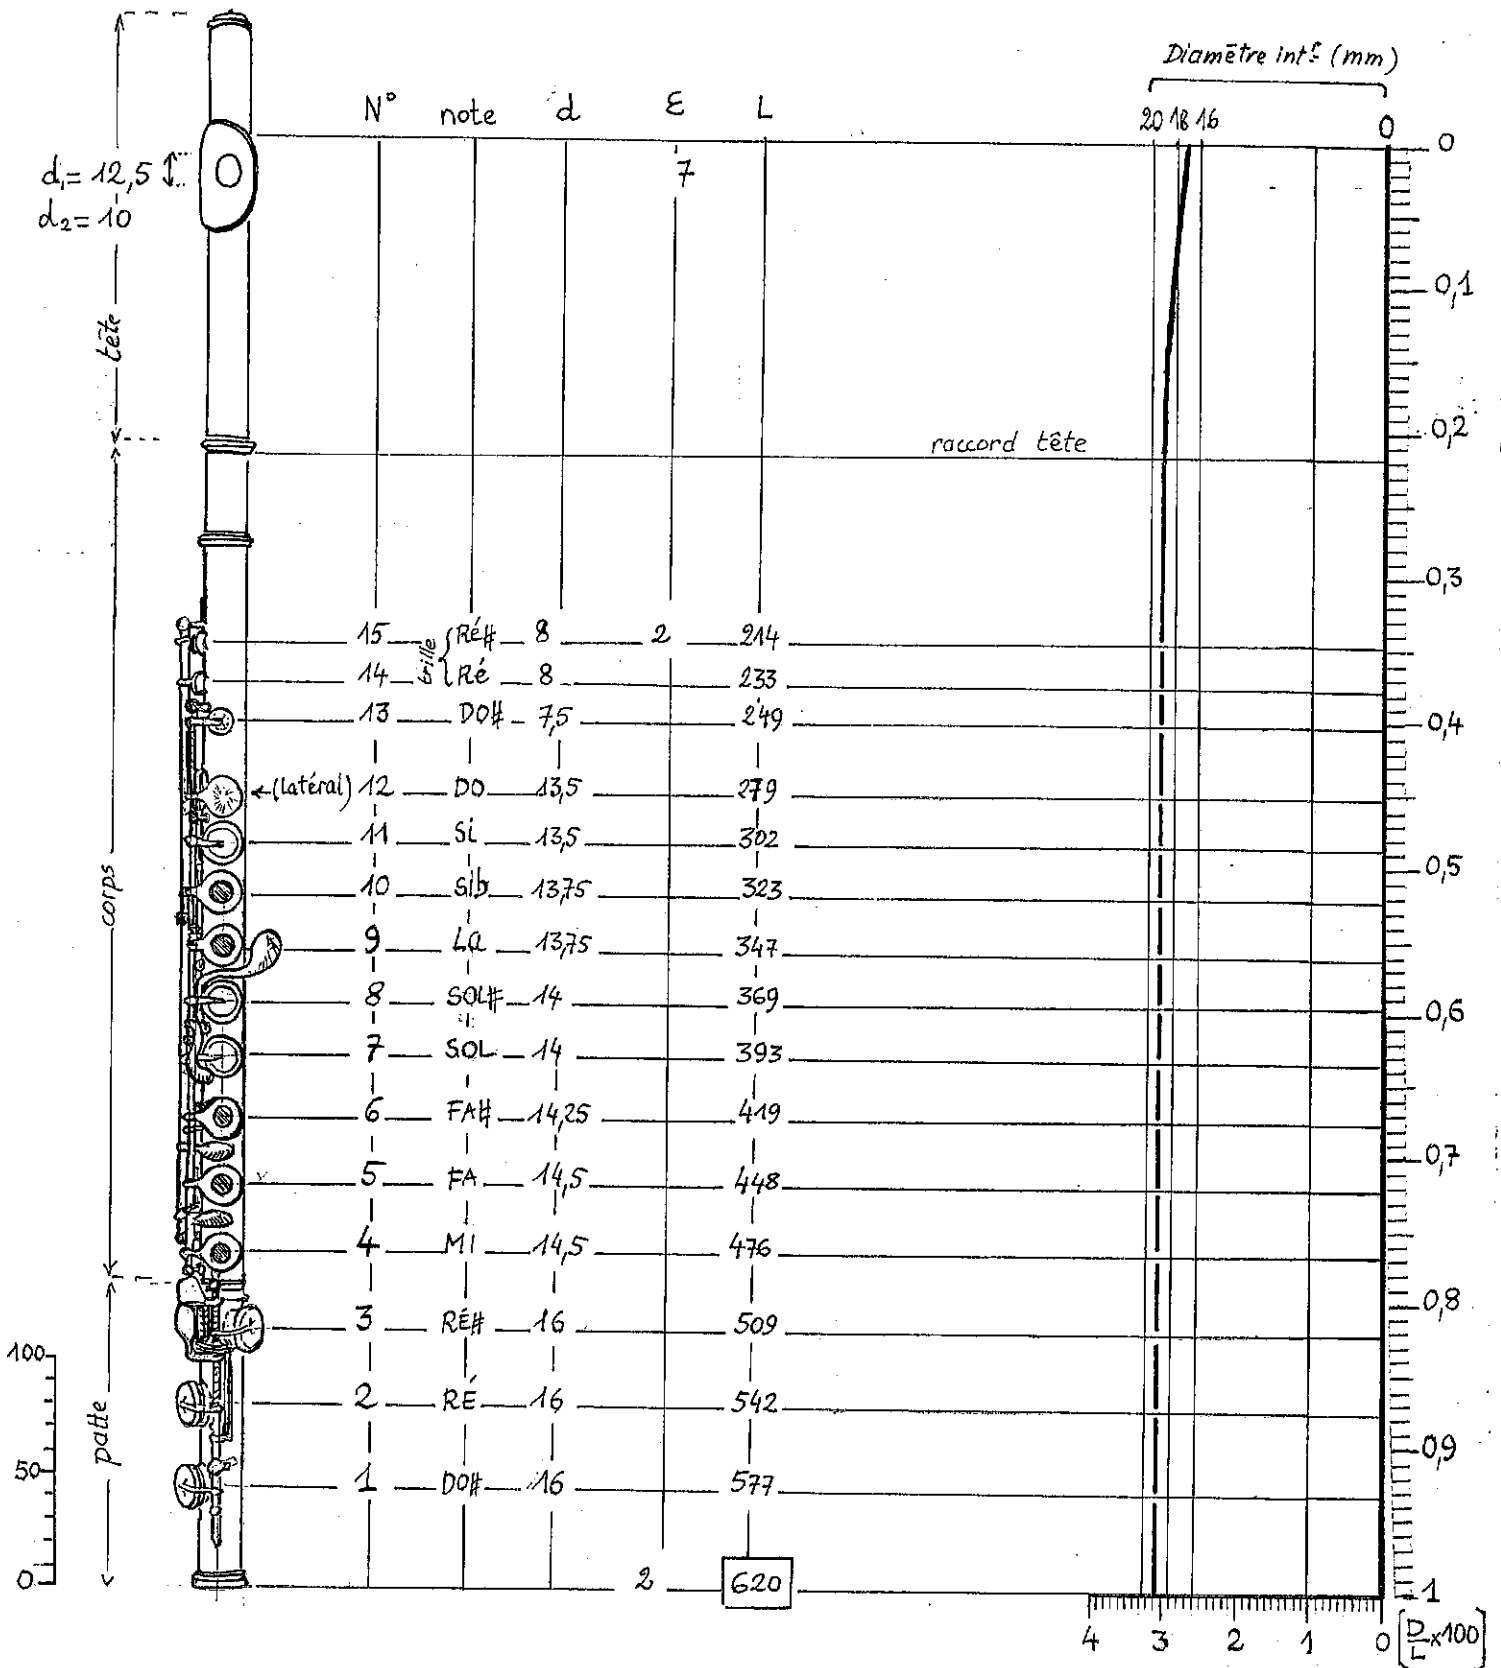 Diamètre intr (mm)
N° note d Ɛ L
20 18 16 0
0
d₁= 12,5
7
d₂= 10
0,1
tête
0,2
raccord tête
0,3
15 trille Ré# 8 2 214
14 Ré 8 233
13 DO# 7,5 249
0,4
(latéral) 12 DO 13,5 279
11 Si 13,5 302
corps
10 Sib 13,75 323
0,5
9 LA 13,75 347
8 SOL# 14 369
0,6
7 SOL 14 393
6 FA# 14,25 419
0,7
5 FA 14,5 448
4 MI 14,5 476
0,8
3 RÉ# 16 509
100
2 RÉ 16 542
patte
0,9
50
1 DO# 16 577
0
2 620
1
4 3 2 1 0 [D/L x100]